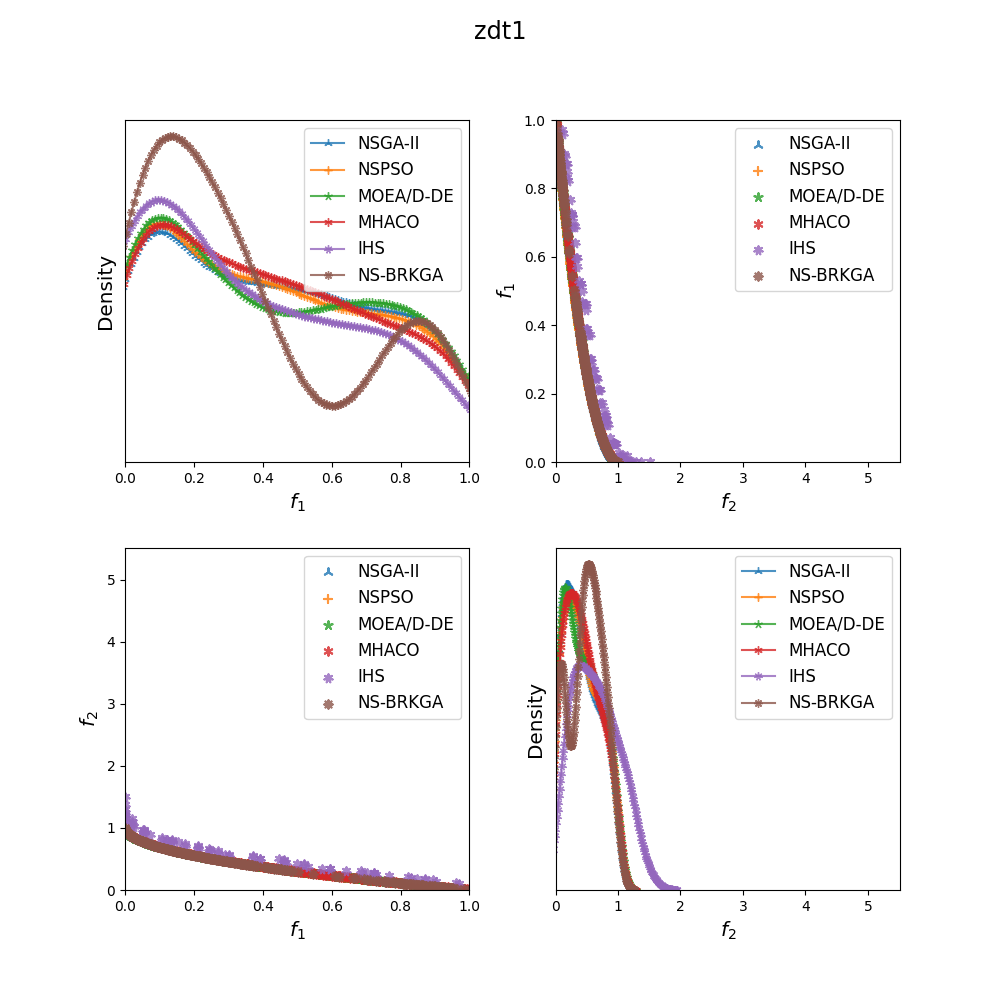 zdt1
Density
NSGA-II
NSPSO
MOEA/D-DE
MHACO
IHS
NS-BRKGA
0.0 0.2 0.4 0.6 0.8 1.0
f1
f1
1.0
0.8
0.6
0.4
0.2
0.0
NSGA-II
NSPSO
MOEA/D-DE
MHACO
IHS
NS-BRKGA
0 1 2 3 4 5
f2
f2
5
4
3
2
1
0
NSGA-II
NSPSO
MOEA/D-DE
MHACO
IHS
NS-BRKGA
0.0 0.2 0.4 0.6 0.8 1.0
f1
Density
NSGA-II
NSPSO
MOEA/D-DE
MHACO
IHS
NS-BRKGA
0 1 2 3 4 5
f2